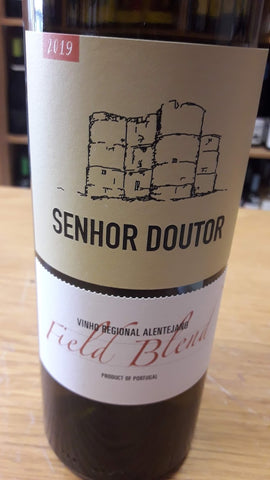 2019
SENHOR DOUTOR
VINHO REGIONAL ALENTEJANO
Field Blend
PRODUCT OF PORTUGAL